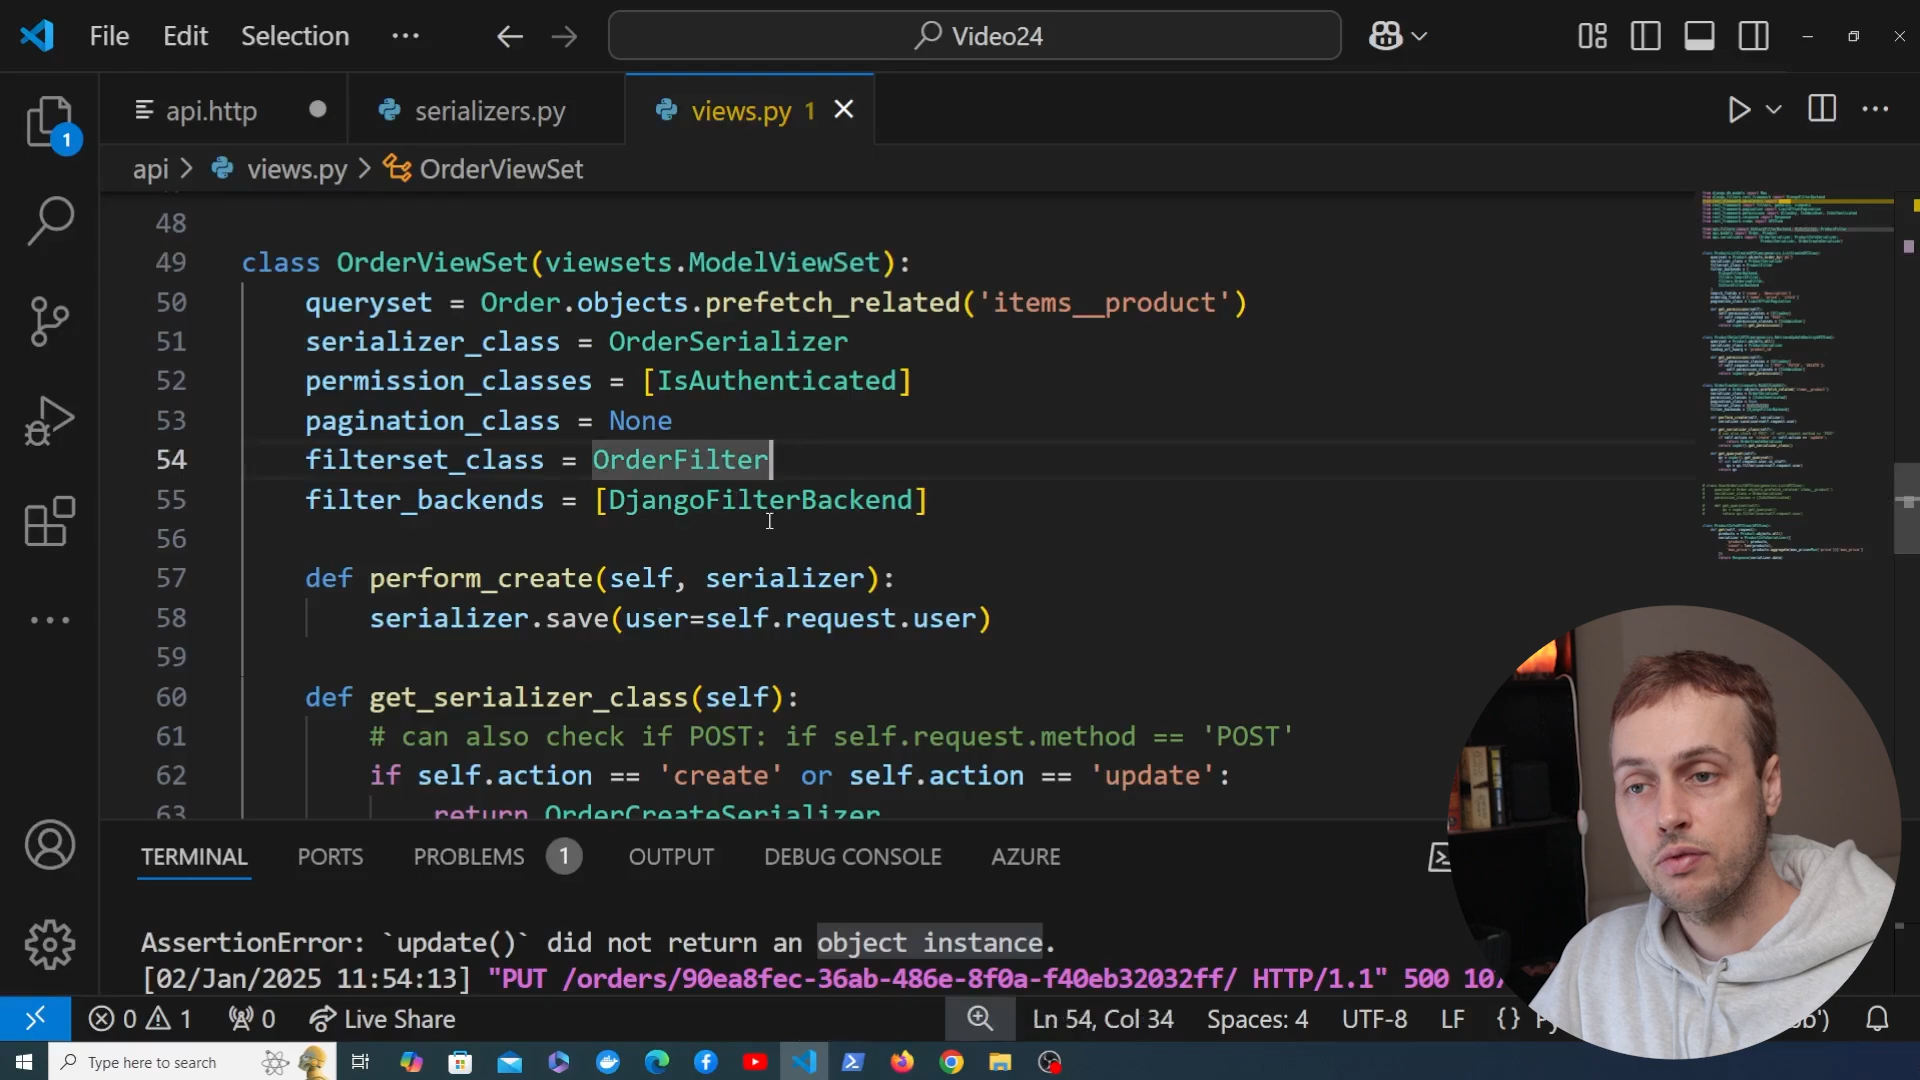 File Edit Selection ··· Video24
api.http serializers.py views.py 1
api > views.py > OrderViewSet
48
49 class OrderViewSet(viewsets.ModelViewSet):
50 queryset = Order.objects.prefetch_related('items__product')
51 serializer_class = OrderSerializer
52 permission_classes = [IsAuthenticated]
53 pagination_class = None
54 filterset_class = OrderFilter
55 filter_backends = [DjangoFilterBackend]
56
57 def perform_create(self, serializer):
58 serializer.save(user=self.request.user)
59
60 def get_serializer_class(self):
61 # can also check if POST: if self.request.method == 'POST'
62 if self.action == 'create' or self.action == 'update':
63 return OrderCreateSerializer
1
TERMINAL PORTS PROBLEMS 1 OUTPUT DEBUG CONSOLE AZURE
AssertionError: `update()` did not return an object instance.
[02/Jan/2025 11:54:13] "PUT /orders/90ea8fec-36ab-486e-8f0a-f40eb32032ff/ HTTP/1.1" 500
0 1 0 Live Share Ln 54, Col 34 Spaces: 4 UTF-8 LF {}
Type here to search